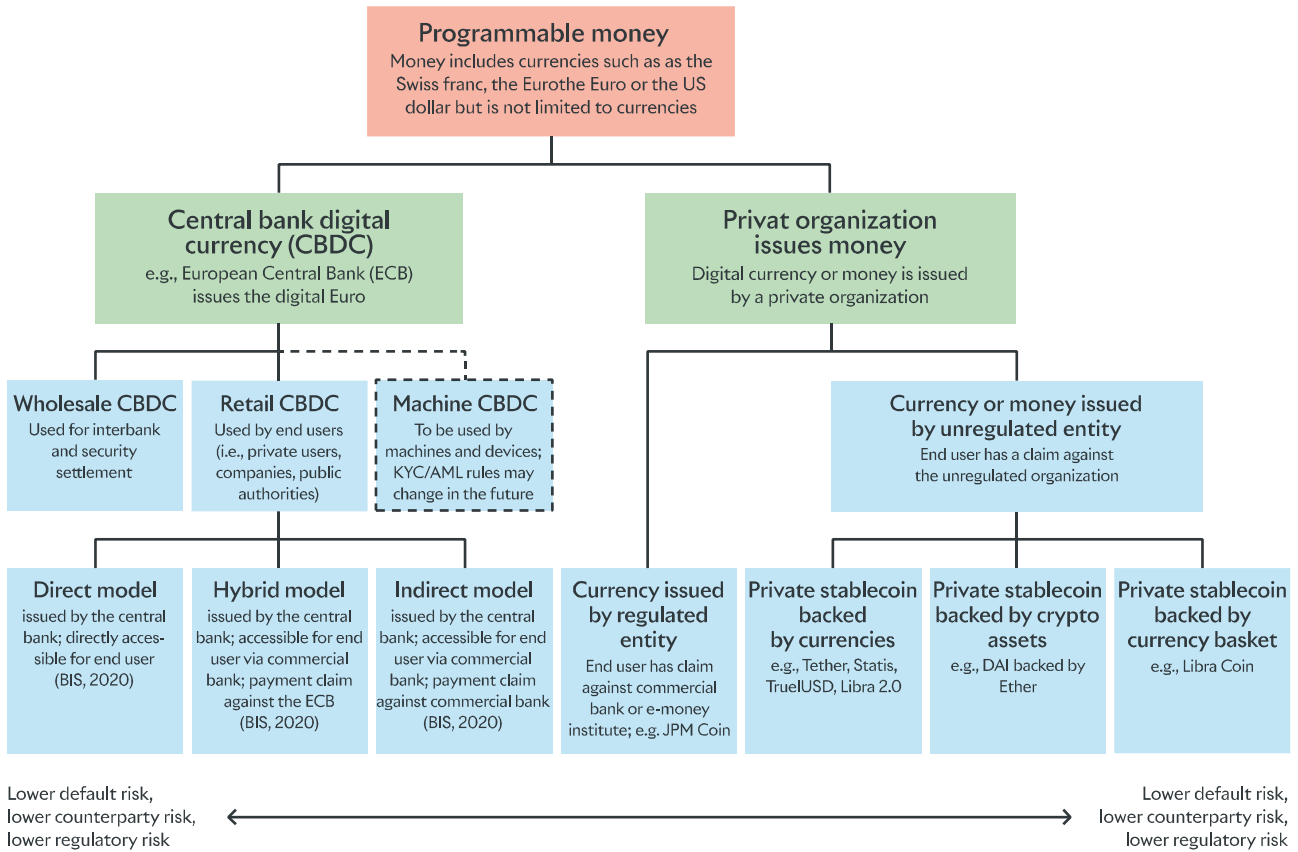 Programmable money
Money includes currencies such as as the
Swiss franc, the Eurothe Euro or the US
dollar but is not limited to currencies
Central bank digital
currency (CBDC)
e.g., European Central Bank (ECB)
issues the digital Euro
Privat organization
issues money
Digital currency or money is issued
by a private organization
Wholesale CBDC
Used for interbank
and security
settlement
Retail CBDC
Used by end users
(i.e., private users,
companies, public
authorities)
Machine CBDC
To be used by
machines and devices;
KYC/AML rules may
change in the future
Currency or money issued
by unregulated entity
End user has a claim against
the unregulated organization
Direct model
issued by the central
bank; directly acces-
sible for end user
(BIS, 2020)
Hybrid model
issued by the central
bank; accessible for end
user via commercial
bank; payment claim
against the ECB
(BIS, 2020)
Indirect model
issued by the central
bank; accessible for end
user via commercial
bank; payment claim
against commercial bank
(BIS, 2020)
Currency issued
by regulated
entity
End user has claim
against commercial
bank or e-money
institute; e.g. JPM Coin
Private stablecoin
backed
by currencies
e.g., Tether, Statis,
TruelUSD, Libra 2.0
Private stablecoin
backed by crypto
assets
e.g., DAI backed by
Ether
Private stablecoin
backed by
currency basket
e.g., Libra Coin
Lower default risk,
lower counterparty risk,
lower regulatory risk
Lower default risk,
lower counterparty risk,
lower regulatory risk